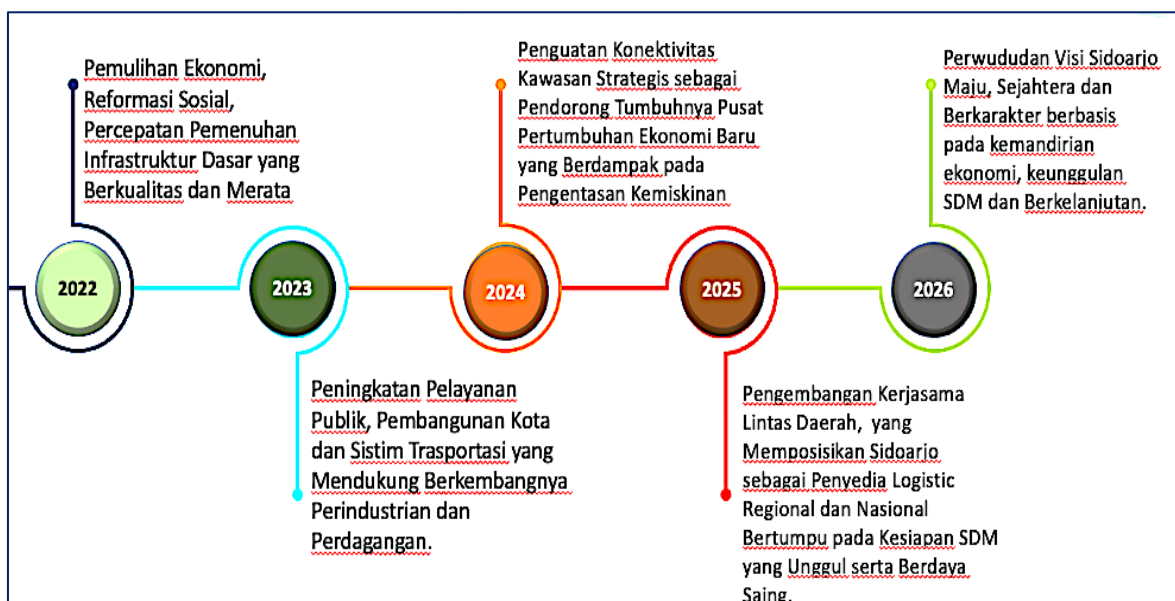 Pemulihan Ekonomi,
Reformasi Sosial,
Percepatan Pemenuhan
Infrastruktur Dasar yang
Berkualitas dan Merata
Penguatan Konektivitas
Kawasan Strategis sebagai
Pendorong Tumbuhnya Pusat
Pertumbuhan Ekonomi Baru
yang Berdampak pada
Pengentasan Kemiskinan
Perwududan Visi Sidoarjo
Maju, Sejahtera dan
Berkarakter berbasis
pada kemandirian
ekonomi, keunggulan
SDM dan Berkelanjutan.
2022
2023
2024
2025
2026
Peningkatan Pelayanan
Publik, Pembangunan Kota
dan Sistim Trasportasi yang
Mendukung Berkembangnya
Perindustrian dan
Perdagangan.
Pengembangan Kerjasama
Lintas Daerah, yang
Memposisikan Sidoarjo
sebagai Penyedia Logistic
Regional dan Nasional
Bertumpu pada Kesiapan SDM
yang Unggul serta Berdaya
Saing.